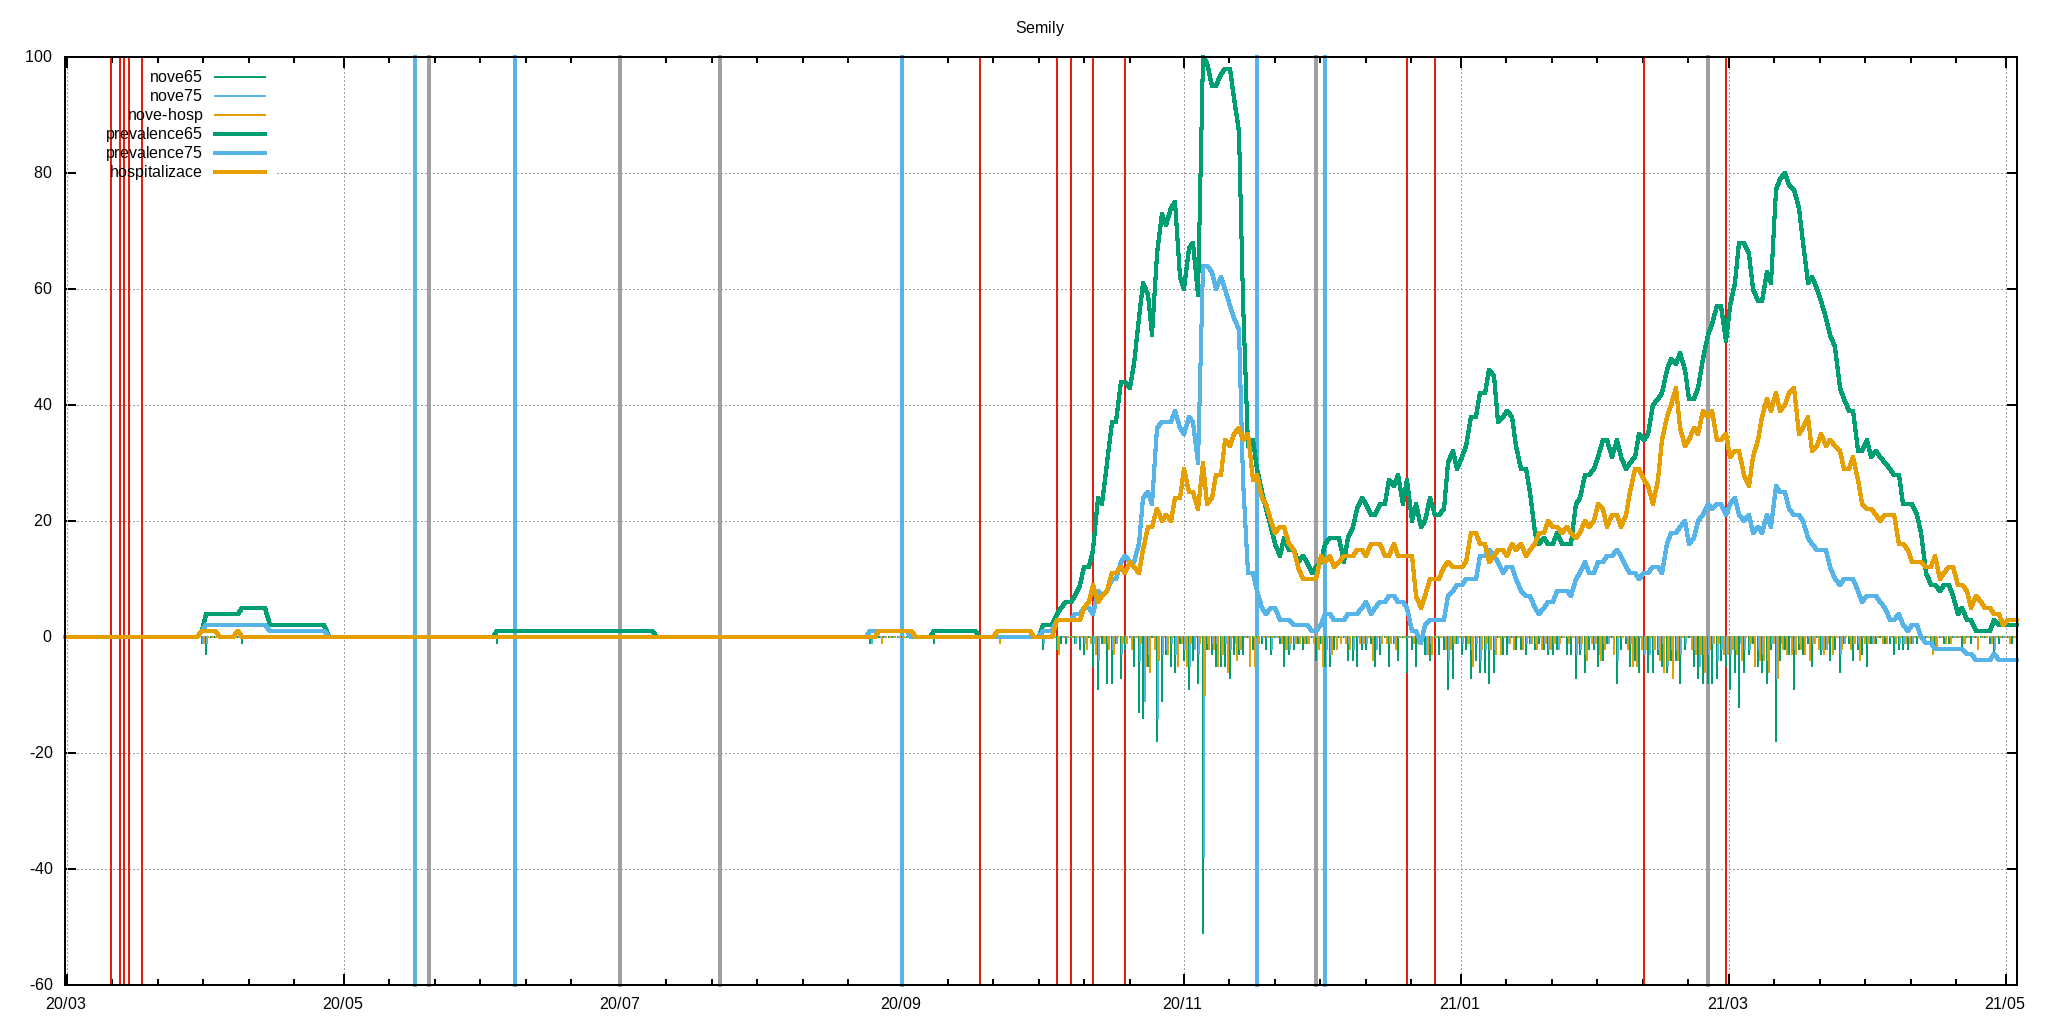 Semily
nove65
nove75
nove-hosp
prevalence65
prevalence75
hospitalizace
100
80
60
40
20
0
-20
-40
-60
20/03 20/05 20/07 20/09 20/11 21/01 21/03 21/05